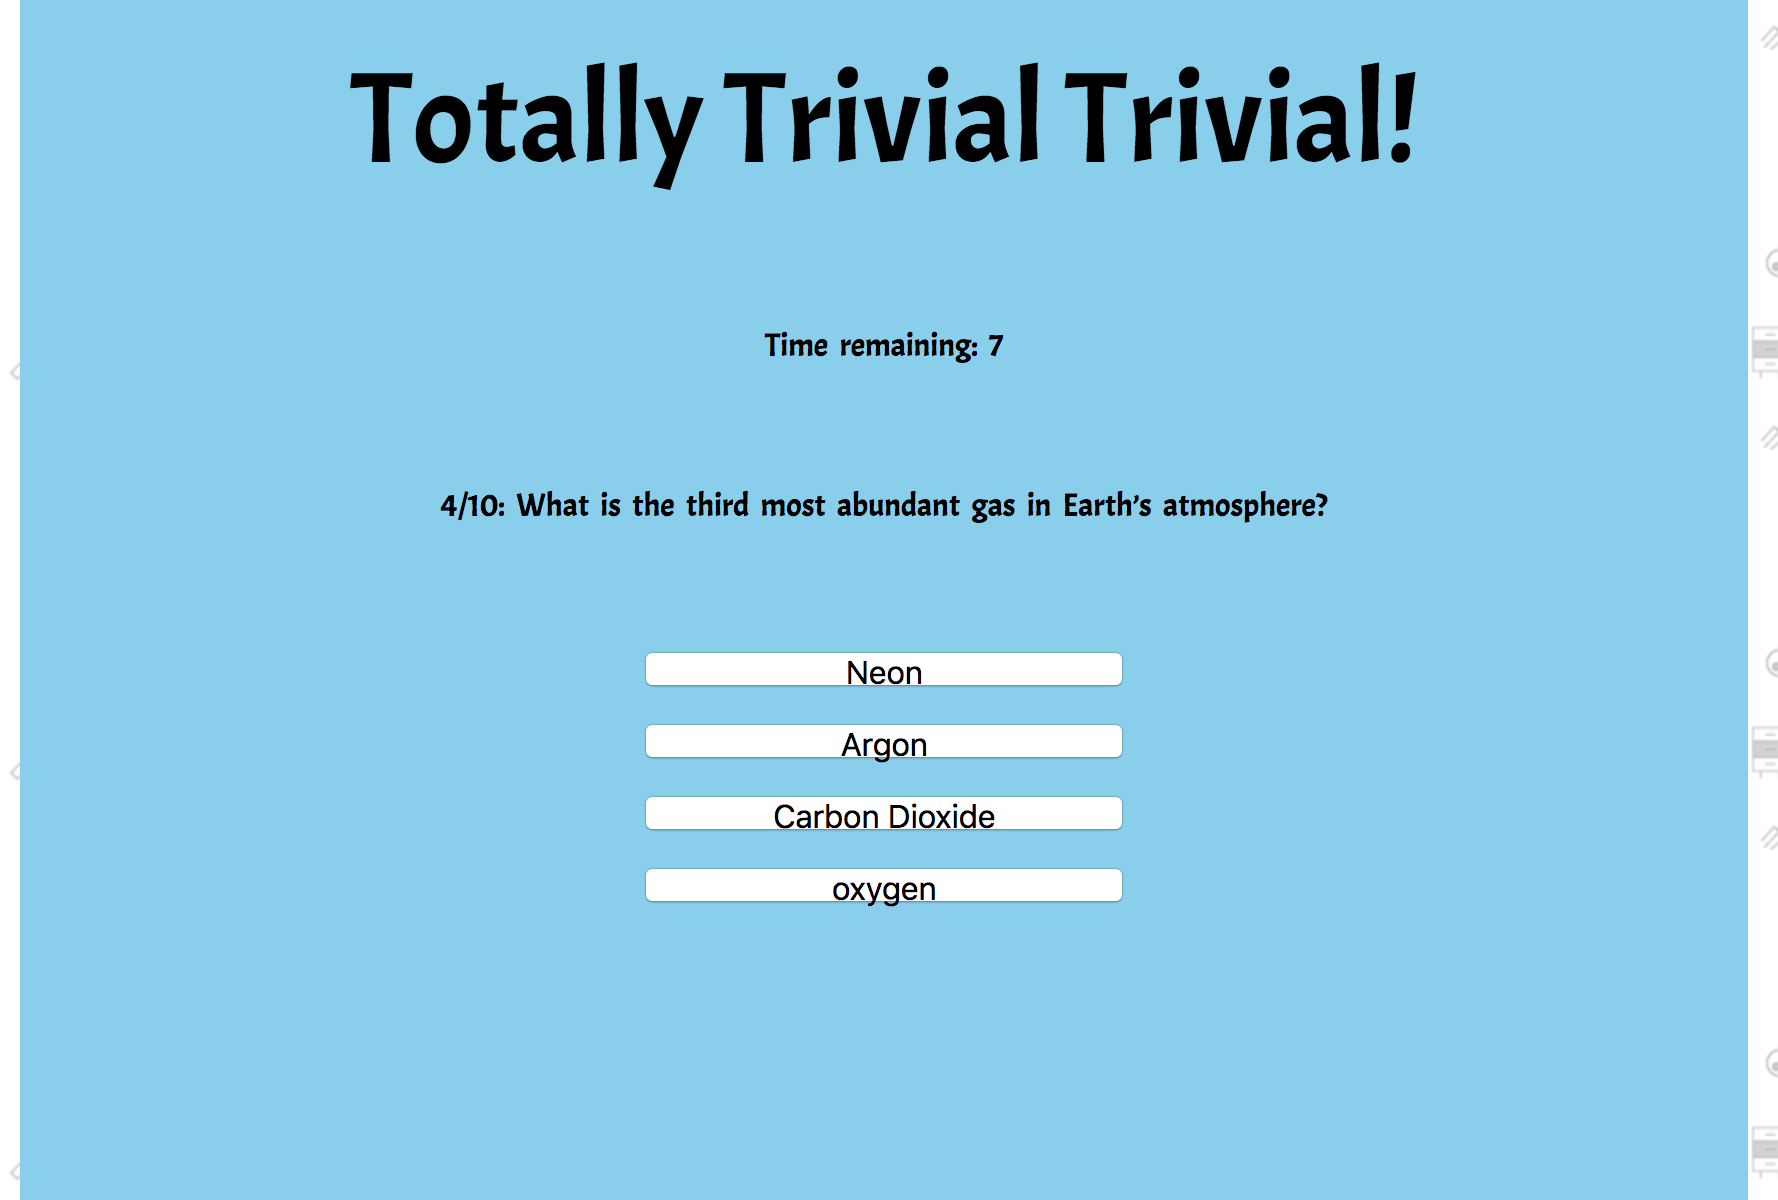 Totally Trivial Trivial!
Time remaining: 7
4/10: What is the third most abundant gas in Earth's atmosphere?
Neon
Argon
Carbon Dioxide
oxygen